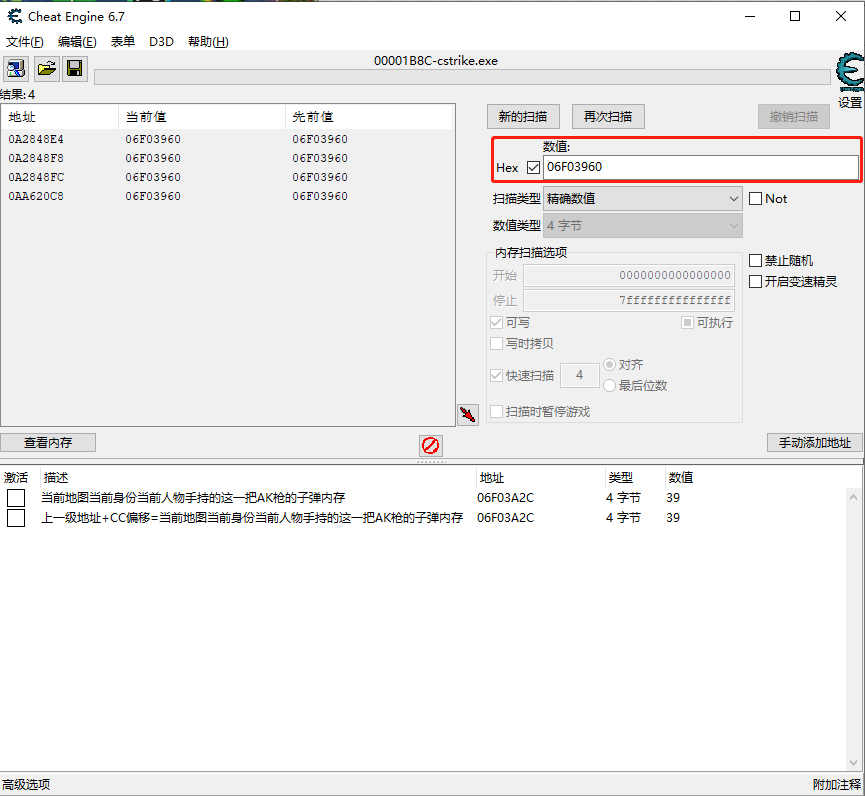 Cheat Engine 6.7
文件(F) 编辑(E) 表单 D3D 帮助(H)
00001B8C-cstrike.exe
设置
结果: 4
地址 当前值 先前值
0A2848E4 06F03960 06F03960
0A2848F8 06F03960 06F03960
0A2848FC 06F03960 06F03960
0AA620C8 06F03960 06F03960
新的扫描 再次扫描 撤销扫描
数值:
Hex 06F03960
扫描类型 精确数值 Not
数值类型 4 字节
内存扫描选项
开始 0000000000000000
停止 7fffffffffffffff
可写 可执行
写时拷贝
快速扫描 4 对齐
最后位数
扫描时暂停游戏
禁止随机
开启变速精灵
查看内存 手动添加地址
激活 描述 地址 类型 数值
当前地图当前身份当前人物手持的这一把AK枪的子弹内存 06F03A2C 4 字节 39
上一级地址+CC偏移=当前地图当前身份当前人物手持的这一把AK枪的子弹内存 06F03A2C 4 字节 39
高级选项 附加注释